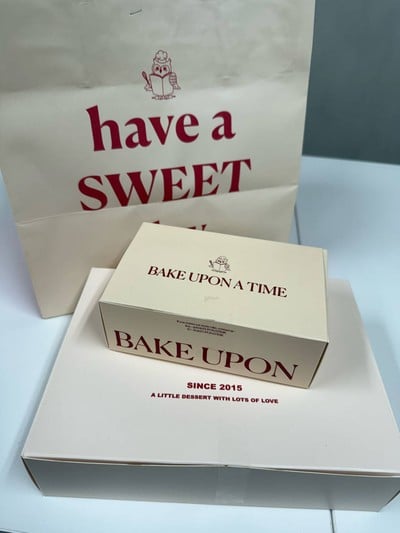 have a
SWEET
BAKE UPON A TIME
BAKE UPON
SINCE 2015
A LITTLE DESSERT WITH LOTS OF LOVE